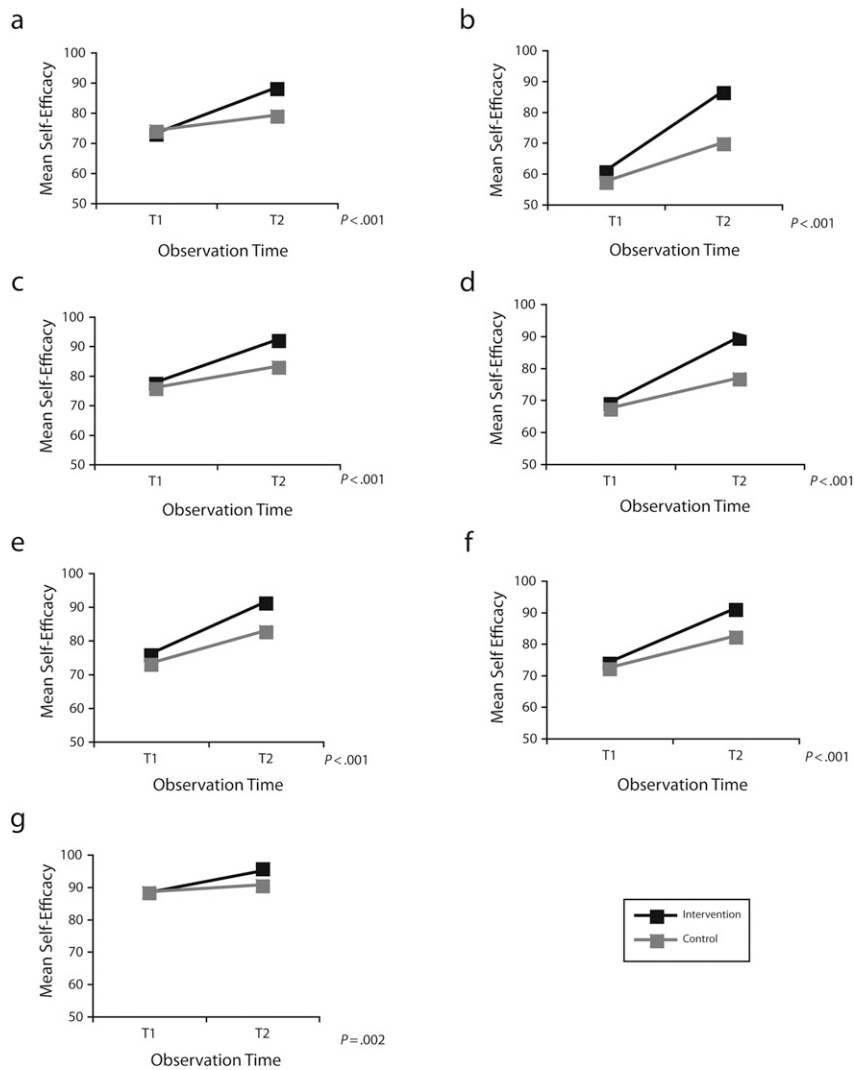 a
Mean Self-Efficacy
100
90
80
70
60
50
T1
T2
P<.001
Observation Time
b
Mean Self-Efficacy
100
90
80
70
60
50
T1
T2
P<.001
Observation Time
c
Mean Self-Efficacy
100
90
80
70
60
50
T1
T2
P<.001
Observation Time
d
Mean Self-Efficacy
100
90
80
70
60
50
T1
T2
P<.001
Observation Time
e
Mean Self-Efficacy
100
90
80
70
60
50
T1
T2
P<.001
Observation Time
f
Mean Self Efficacy
100
90
80
70
60
50
T1
T2
P<.001
Observation Time
g
Mean Self-Efficacy
100
90
80
70
60
50
T1
T2
P=.002
Observation Time
Intervention
Control